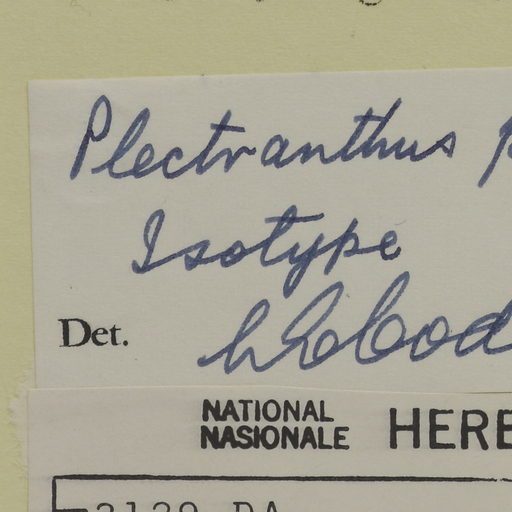 Plectranthus p
Isotype
Det.
NATIONAL HERB
NASIONALE